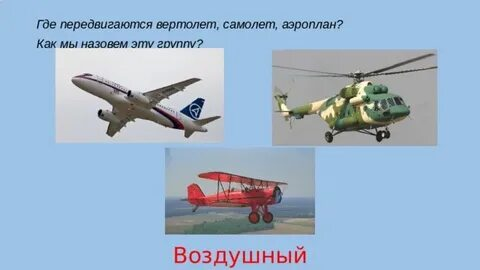 Где передвигаются вертолет, самолет, аэроплан?
Как мы назовем эту группу?
Воздушный